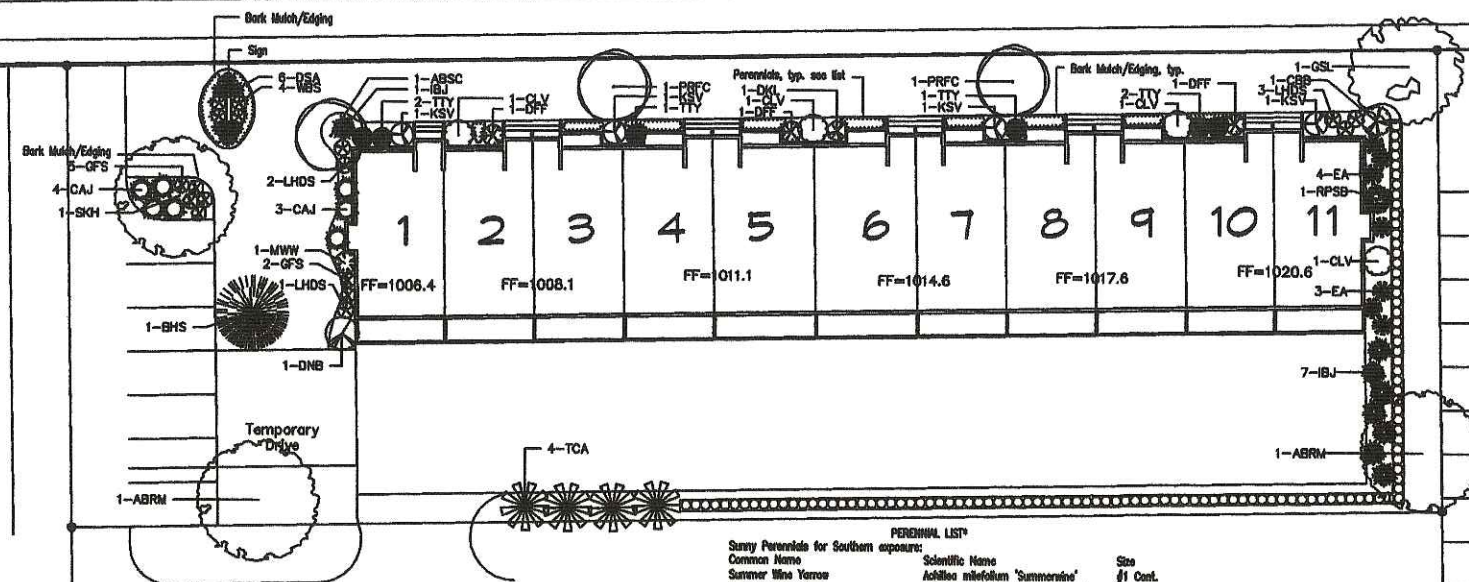 Bark Mulch/Edging
Sign
6-DSA
4-WBS
1-ABSC
1-IBJ
2-TTY
1-KSV
1-CLV
1-DFF
1-PRFC
1-TTY
Perennials, typ. see list
1-DKL
1-CLV
1-DFF
1-PRFC
1-TTY
1-KSV
Bark Mulch/Edging, typ.
1-DFF
2-TTY
1-CLV
1-GSL
1-CBB
3-LHDS
1-KSV
Bark Mulch/Edging
5-GFS
4-CAJ
1-SKH
2-LHDS
3-CAJ
1-MWW
2-GFS
1-LHDS
1-BHS
1-DNB
1 2 3 4 5 6 7 8 9 10 11
FF=1006.4
FF=1008.1
FF=1011.1
FF=1014.6
FF=1017.6
FF=1020.6
4-EA
1-RPSB
1-CLV
3-EA
7-IBJ
1-ABRM
Temporary
Drive
1-ABRM
4-TCA
PERENNIAL LIST*
Sunny Perennials for Southern exposure:
Common Name Scientific Name Size
Summer Wine Yarrow Achillea milefolium 'Summerwine' #1 Cont.